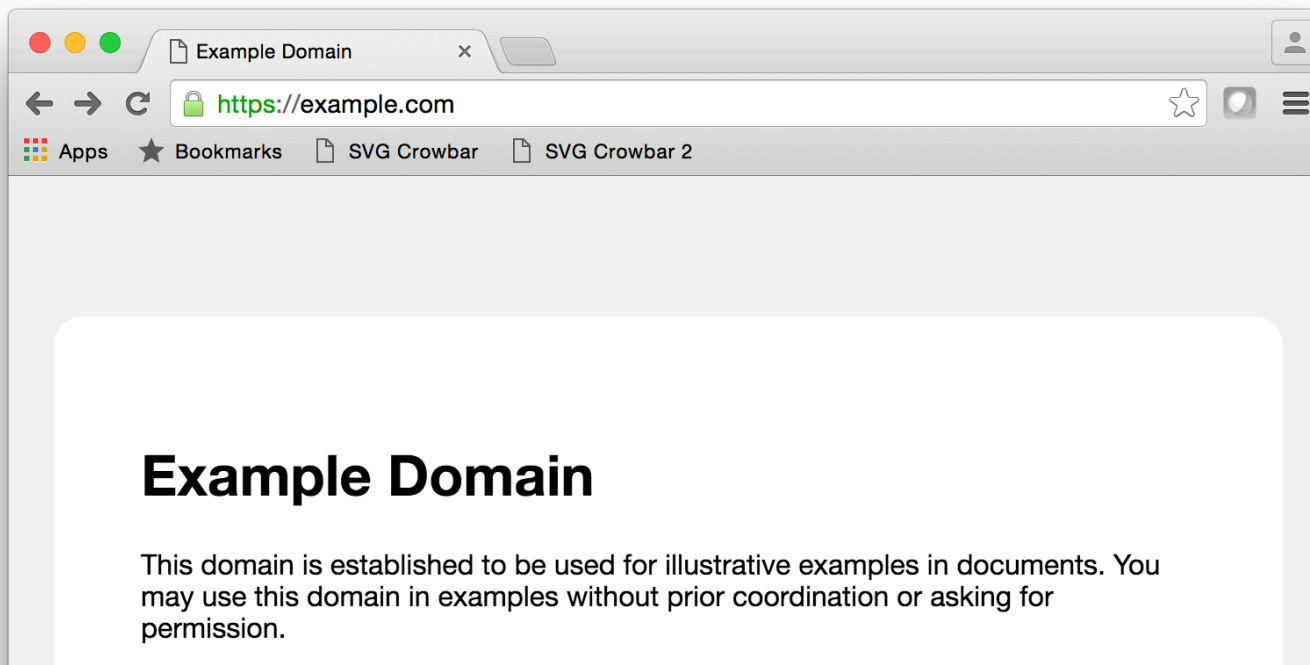 Example Domain
https://example.com
Apps Bookmarks SVG Crowbar SVG Crowbar 2
Example Domain
This domain is established to be used for illustrative examples in documents. You
may use this domain in examples without prior coordination or asking for
permission.